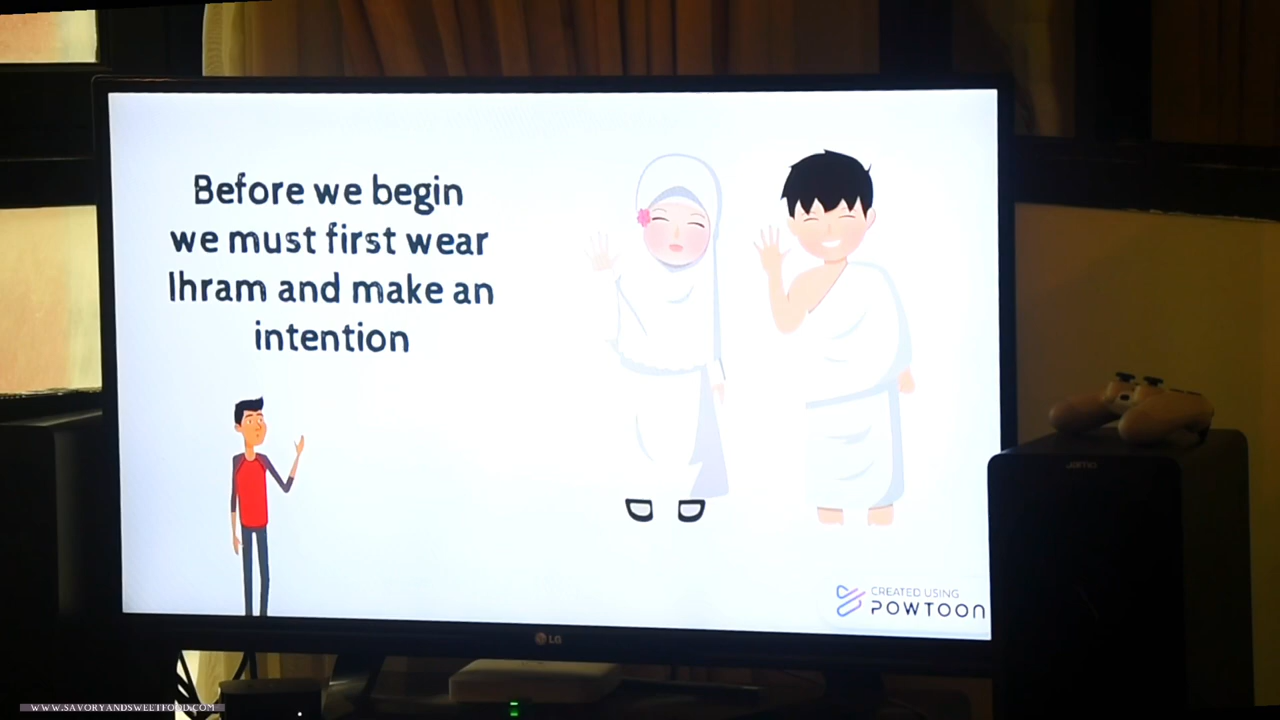 Before we begin
we must first wear
Ihram and make an
intention
CREATED USING
POWTOON
LG
Jamo
WWW.SAVORYANDSWEETFOOD.COM